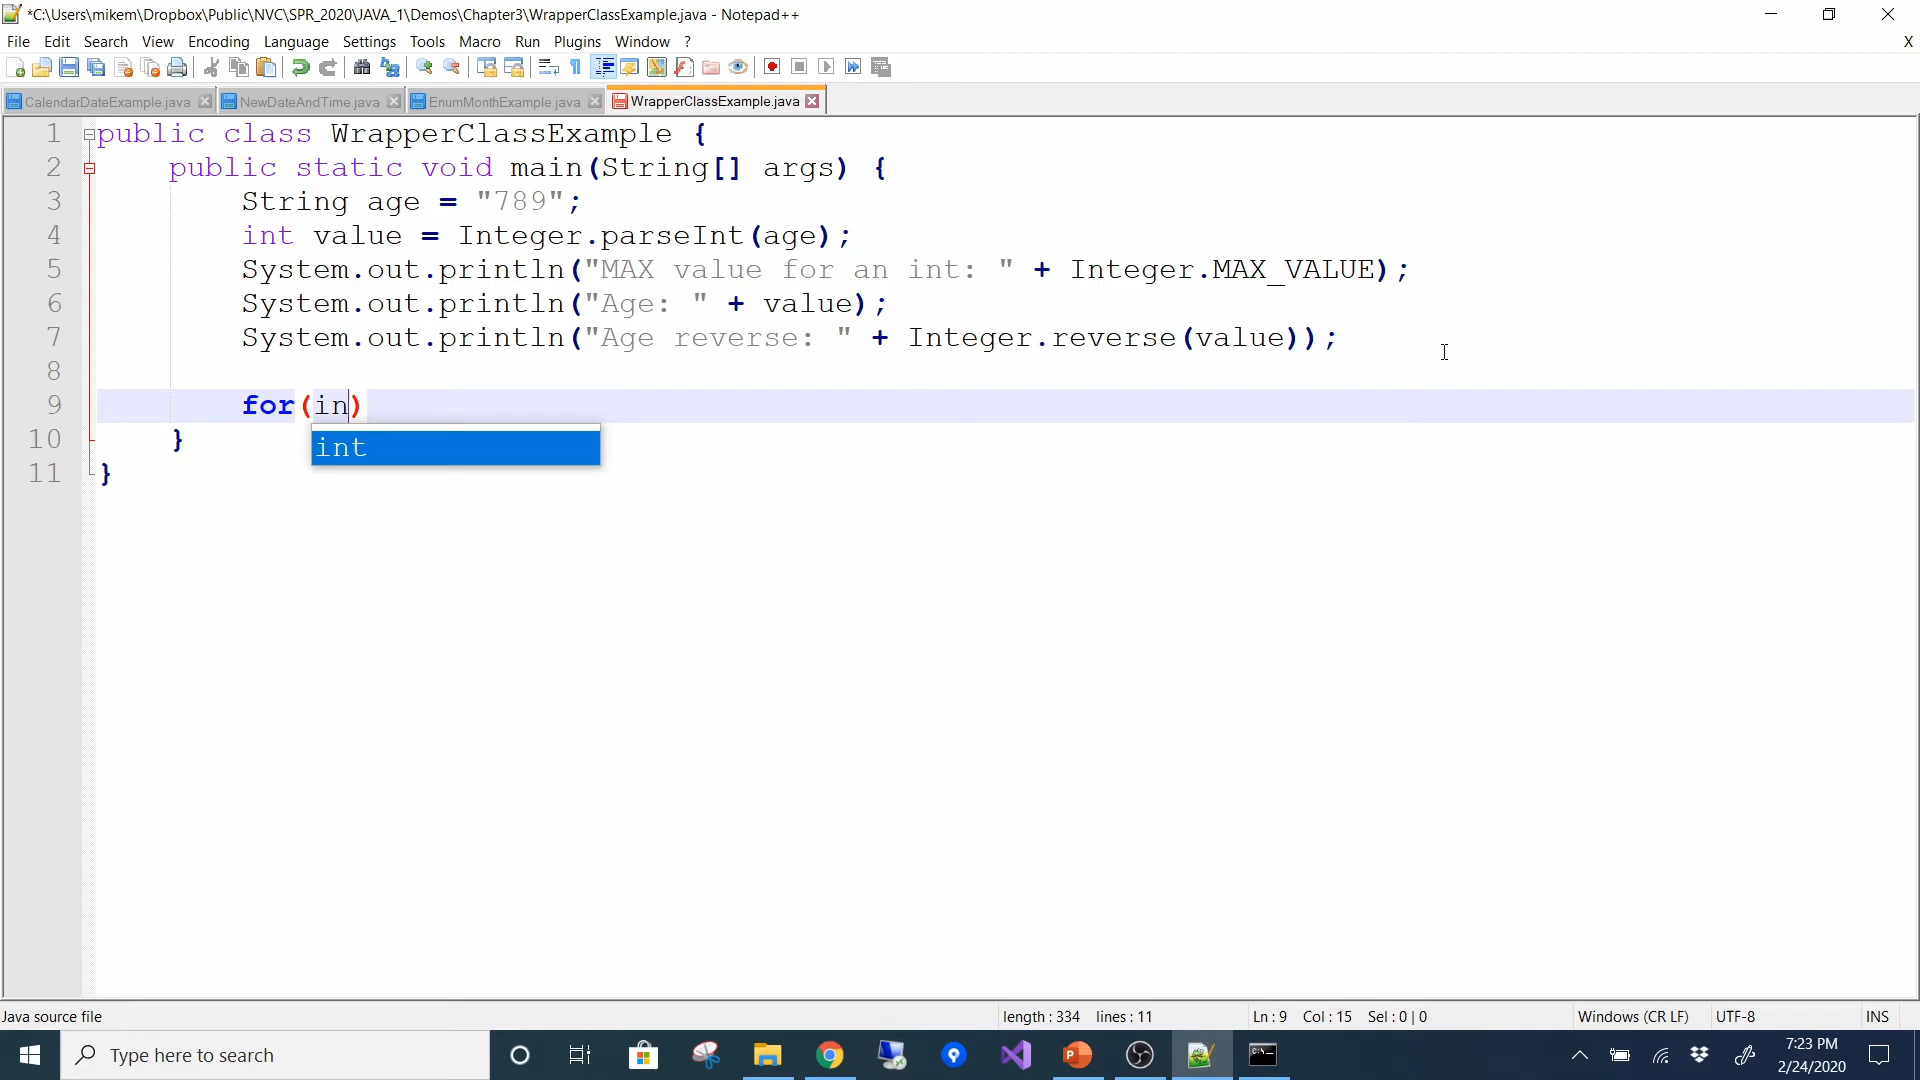 *C:\Users\mikem\Dropbox\Public\NVC\SPR_2020\JAVA_1\Demos\Chapter3\WrapperClassExample.java - Notepad++
File Edit Search View Encoding Language Settings Tools Macro Run Plugins Window ? X
CalendarDateExample.java NewDateAndTime.java EnumMonthExample.java WrapperClassExample.java
1 public class WrapperClassExample {
2 public static void main(String[] args) {
3 String age = "789";
4 int value = Integer.parseInt(age);
5 System.out.println("MAX value for an int: " + Integer.MAX_VALUE);
6 System.out.println("Age: " + value);
7 System.out.println("Age reverse: " + Integer.reverse(value));
8
9 for(in)
int
10 }
11 }
Java source file length : 334 lines : 11 Ln : 9 Col : 15 Sel : 0 | 0 Windows (CR LF) UTF-8 INS
Type here to search
7:23 PM
2/24/2020